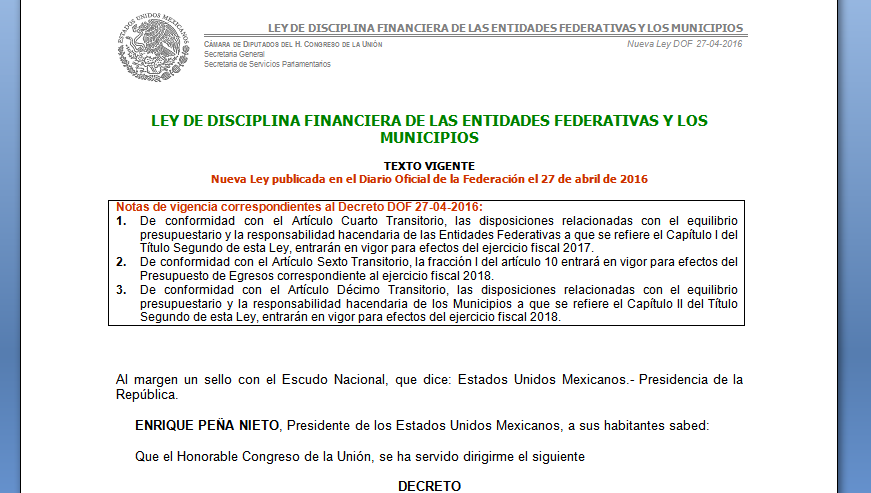 ESTADOS UNIDOS MEXICANOS
LEY DE DISCIPLINA FINANCIERA DE LAS ENTIDADES FEDERATIVAS Y LOS MUNICIPIOS
CÁMARA DE DIPUTADOS DEL H. CONGRESO DE LA UNIÓN
Nueva Ley DOF 27-04-2016
Secretaría General
Secretaría de Servicios Parlamentarios
LEY DE DISCIPLINA FINANCIERA DE LAS ENTIDADES FEDERATIVAS Y LOS
MUNICIPIOS
TEXTO VIGENTE
Nueva Ley publicada en el Diario Oficial de la Federación el 27 de abril de 2016
Notas de vigencia correspondientes al Decreto DOF 27-04-2016:
1. De conformidad con el Artículo Cuarto Transitorio, las disposiciones relacionadas con el equilibrio
presupuestario y la responsabilidad hacendaria de las Entidades Federativas a que se refiere el Capítulo I del
Título Segundo de esta Ley, entrarán en vigor para efectos del ejercicio fiscal 2017.
2. De conformidad con el Artículo Sexto Transitorio, la fracción I del artículo 10 entrará en vigor para efectos del
Presupuesto de Egresos correspondiente al ejercicio fiscal 2018.
3. De conformidad con el Artículo Décimo Transitorio, las disposiciones relacionadas con el equilibrio
presupuestario y la responsabilidad hacendaria de los Municipios a que se refiere el Capítulo II del Título
Segundo de esta Ley, entrarán en vigor para efectos del ejercicio fiscal 2018.
Al margen un sello con el Escudo Nacional, que dice: Estados Unidos Mexicanos.- Presidencia de la
República.
ENRIQUE PEÑA NIETO, Presidente de los Estados Unidos Mexicanos, a sus habitantes sabed:
Que el Honorable Congreso de la Unión, se ha servido dirigirme el siguiente
DECRETO